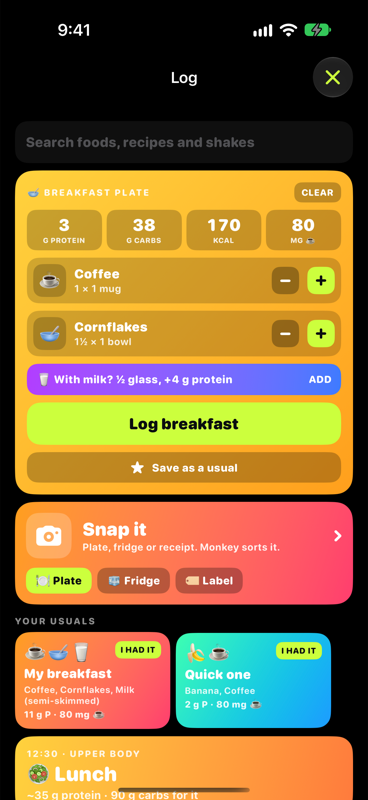 9:41
Log
Search foods, recipes and shakes
BREAKFAST PLATE
CLEAR
3
G PROTEIN
38
G CARBS
170
KCAL
80
MG
Coffee
1 × 1 mug
Cornflakes
1½ × 1 bowl
With milk? ½ glass, +4 g protein
ADD
Log breakfast
Save as a usual
Snap it
Plate, fridge or receipt. Monkey sorts it.
Plate
Fridge
Label
YOUR USUALS
I HAD IT
My breakfast
Coffee, Cornflakes, Milk
(semi-skimmed)
11 g P · 80 mg
I HAD IT
Quick one
Banana, Coffee
2 g P · 80 mg
12:30 · UPPER BODY
Lunch
~35 g protein · 90 g carbs for it